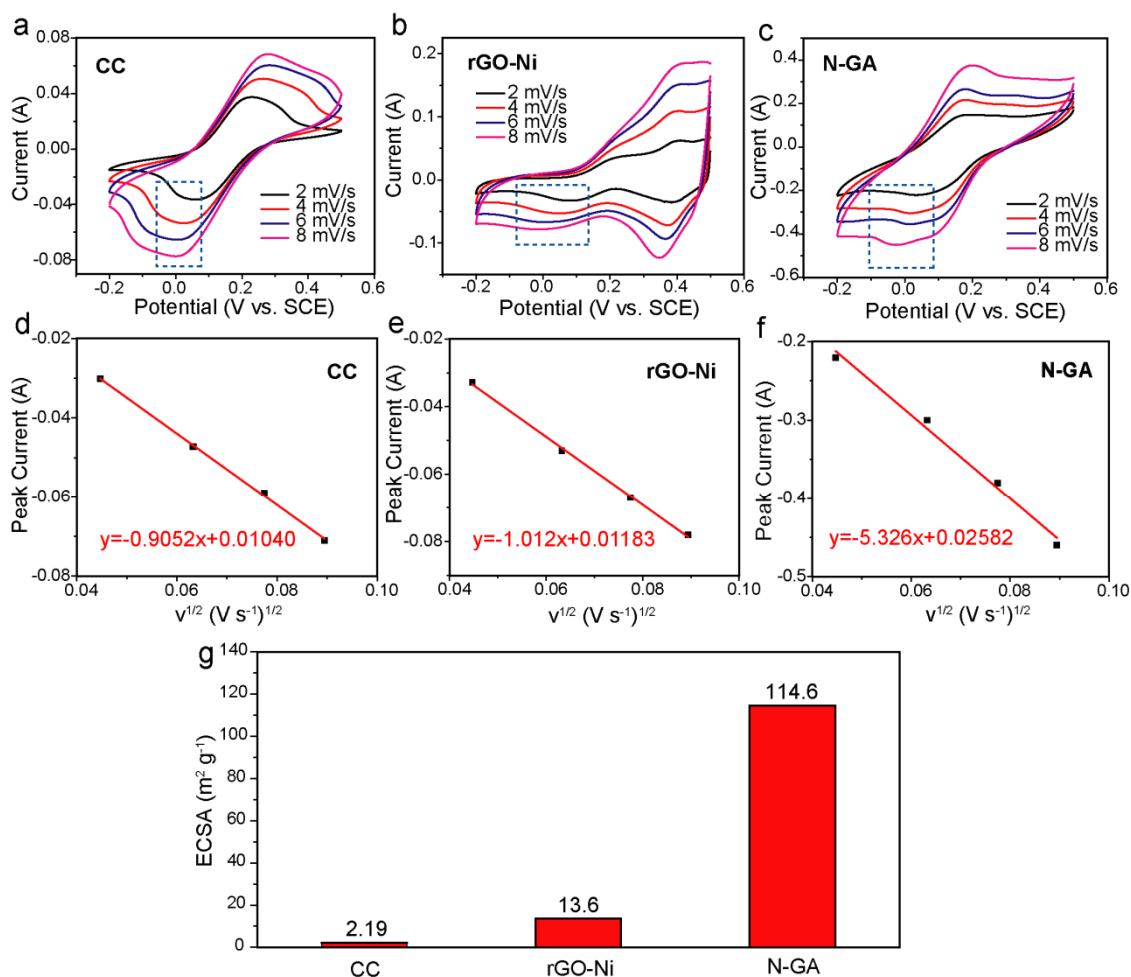 a
CC
0.08
0.04
0.00
-0.04
-0.08
Current (A)
2 mV/s
4 mV/s
6 mV/s
8 mV/s
-0.2 0.0 0.2 0.4 0.6
Potential (V vs. SCE)
b
rGO-Ni
0.2
0.1
0.0
-0.1
Current (A)
2 mV/s
4 mV/s
6 mV/s
8 mV/s
-0.2 0.0 0.2 0.4 0.6
Potential (V vs. SCE)
c
N-GA
0.4
0.2
0.0
-0.2
-0.4
-0.6
Current (A)
2 mV/s
4 mV/s
6 mV/s
8 mV/s
-0.2 0.0 0.2 0.4 0.6
Potential (V vs. SCE)
d
CC
-0.02
-0.04
-0.06
-0.08
Peak Current (A)
y=-0.9052x+0.01040
0.04 0.06 0.08 0.10
v1/2 (V s-1)1/2
e
rGO-Ni
-0.02
-0.04
-0.06
-0.08
Peak Current (A)
y=-1.012x+0.01183
0.04 0.06 0.08 0.10
v1/2 (V s-1)1/2
f
N-GA
-0.2
-0.3
-0.4
-0.5
Peak Current (A)
y=-5.326x+0.02582
0.04 0.06 0.08 0.10
v1/2 (V s-1)1/2
g
140
120
100
80
60
40
20
0
ECSA (m2 g-1)
2.19
13.6
114.6
CC rGO-Ni N-GA